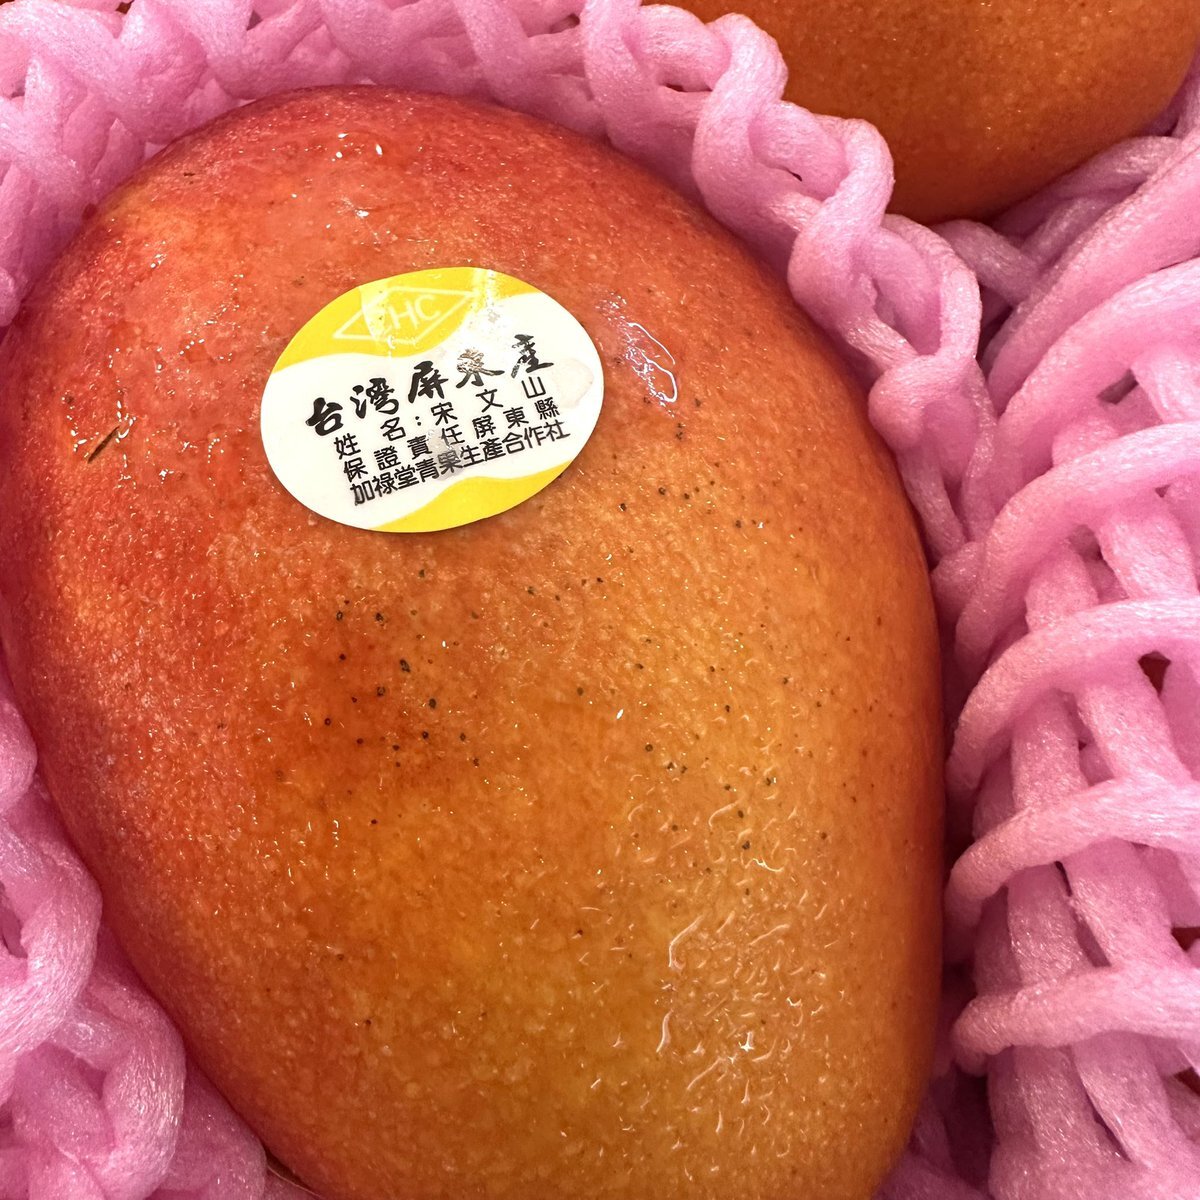 HC
台灣屏東產
姓名：宋文山
保證責任屏東縣
加祿堂青果生產合作社